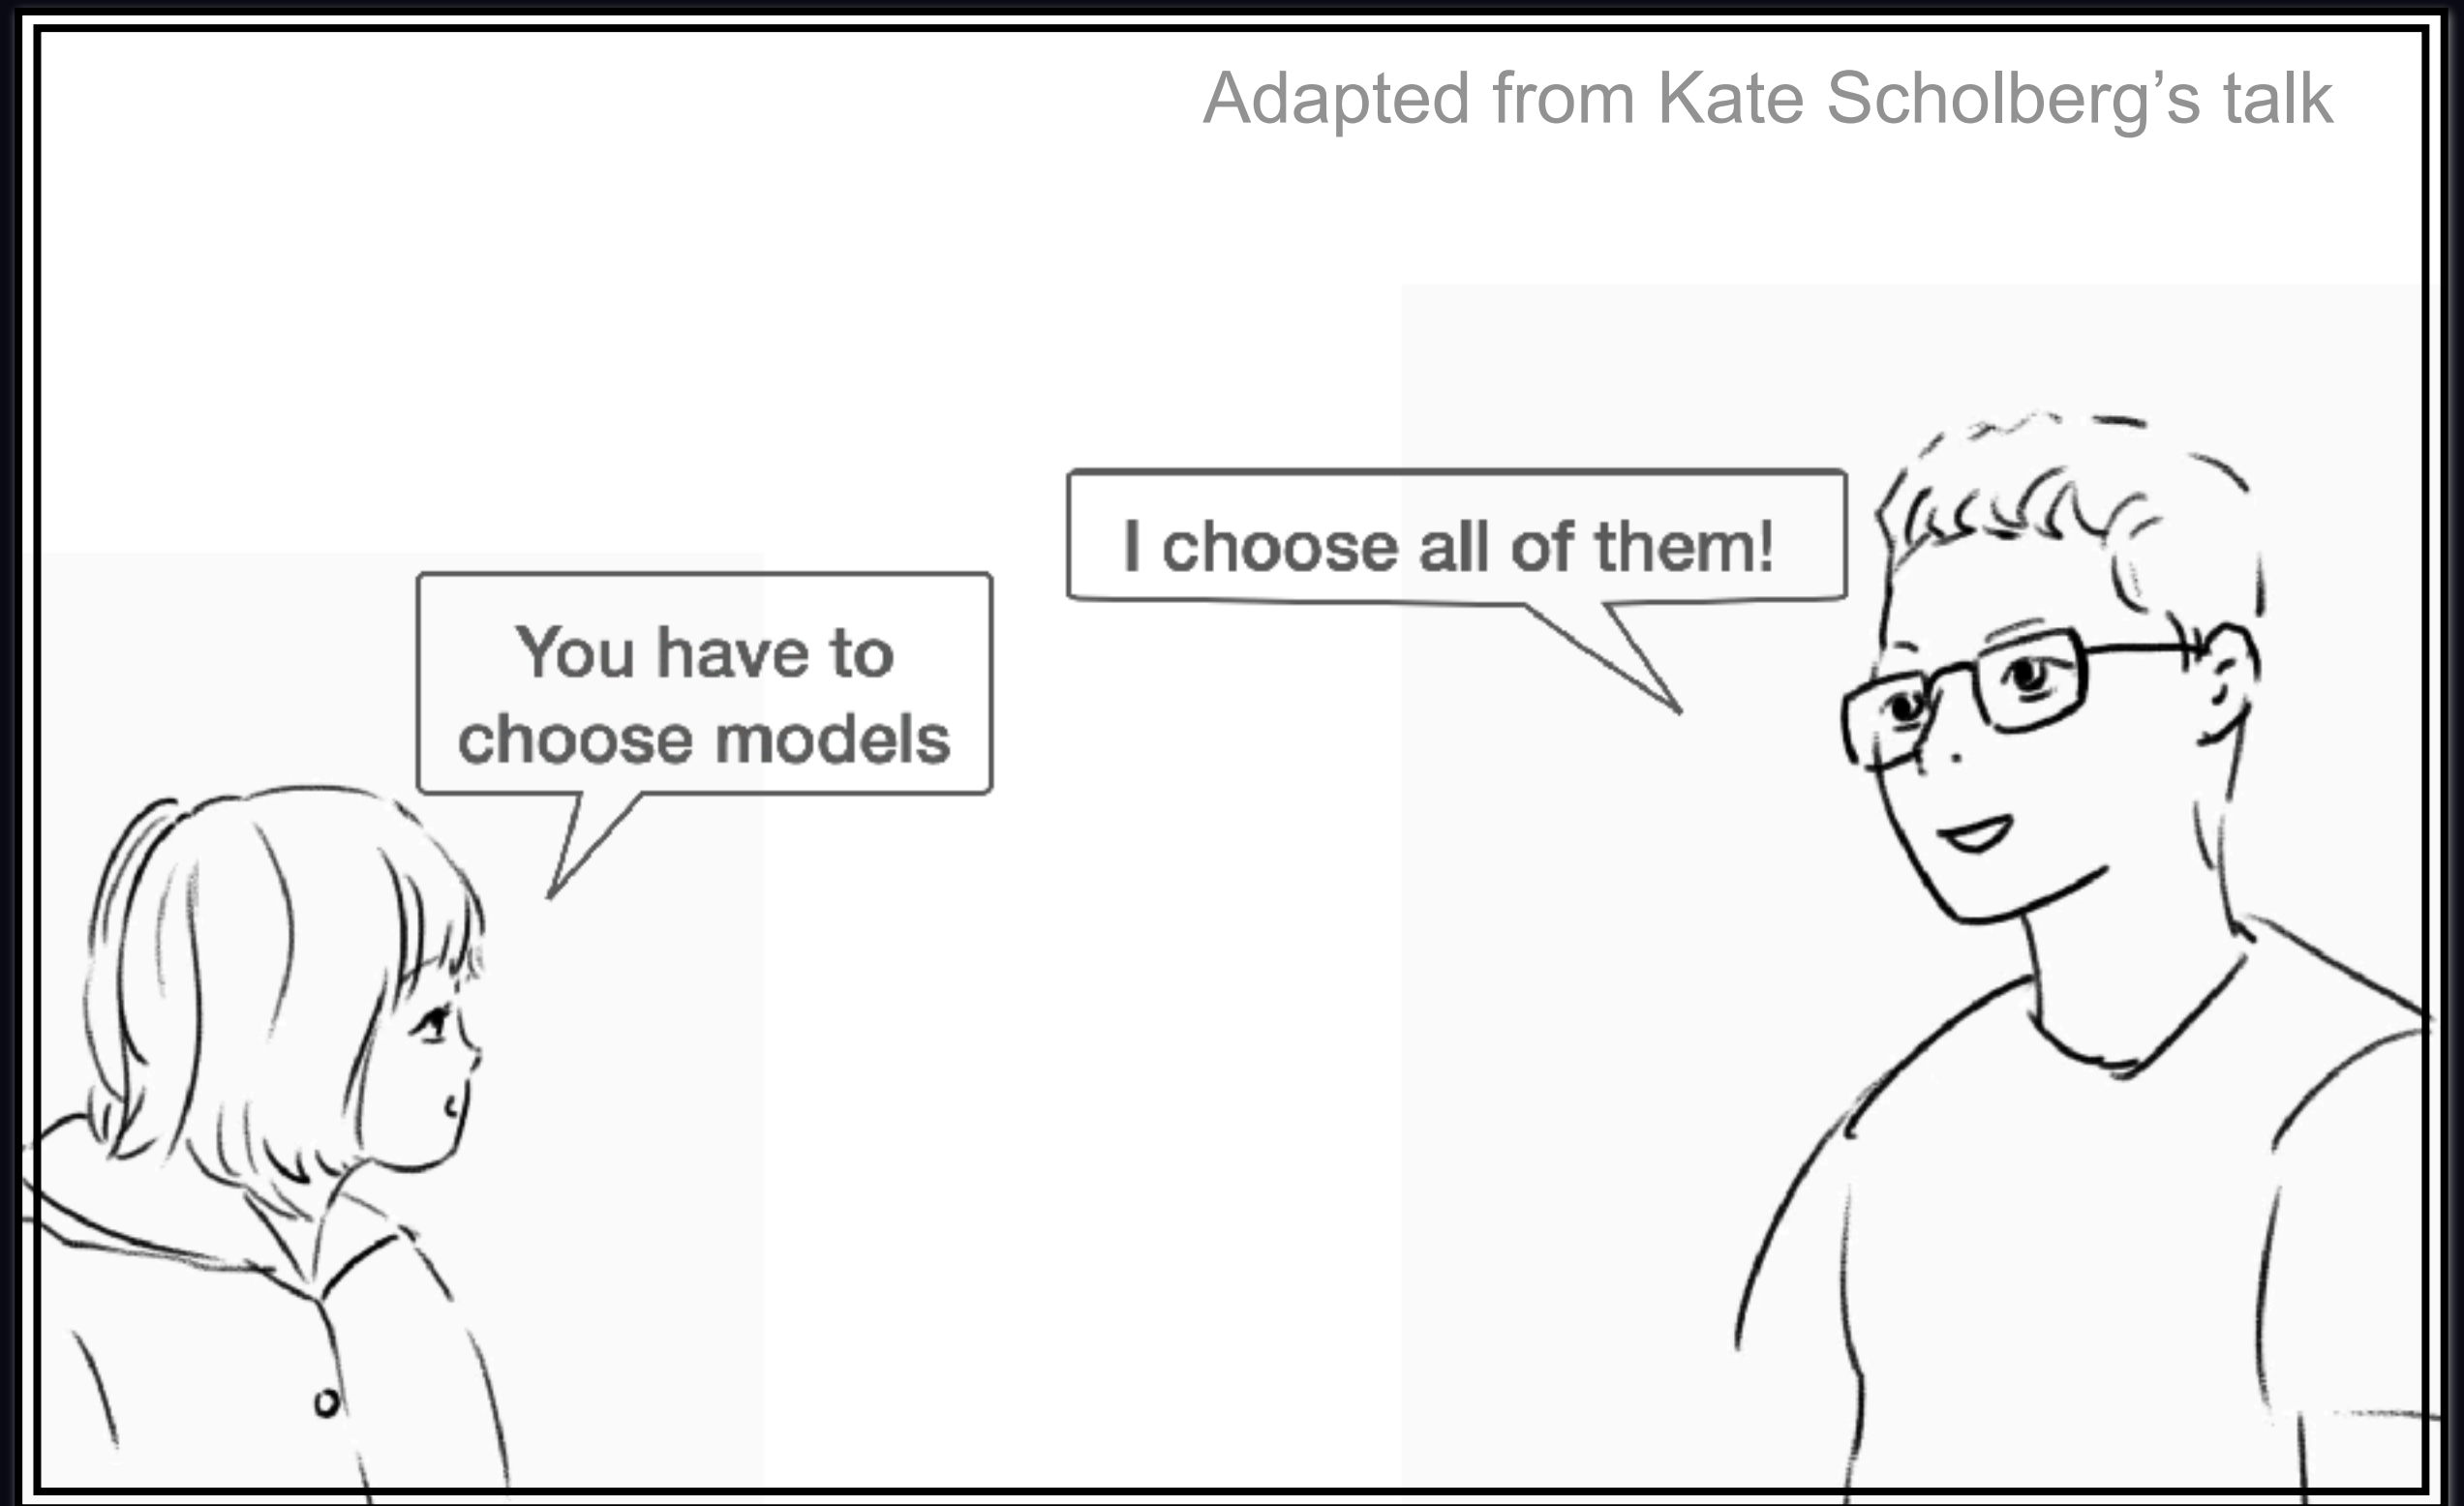 Adapted from Kate Scholberg’s talk
You have to
choose models
I choose all of them!